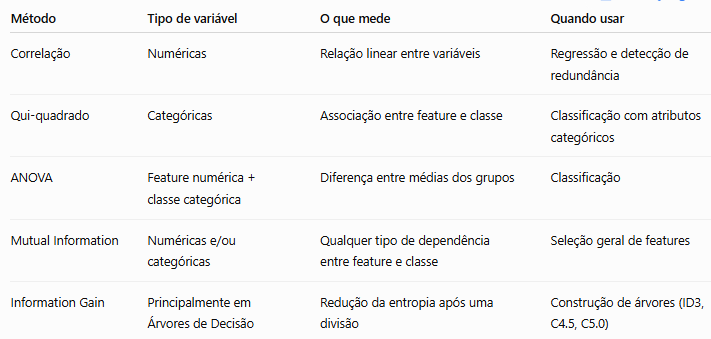 Método Tipo de variável O que mede Quando usar
Correlação Numéricas Relação linear entre variáveis Regressão e detecção de
redundância
Qui-quadrado Categóricas Associação entre feature e classe Classificação com atributos
categóricos
ANOVA Feature numérica + Diferença entre médias dos grupos Classificação
classe categórica
Mutual Information Numéricas e/ou Qualquer tipo de dependência Seleção geral de features
categóricas entre feature e classe
Information Gain Principalmente em Redução da entropia após uma Construção de árvores (ID3,
Árvores de Decisão divisão C4.5, C5.0)